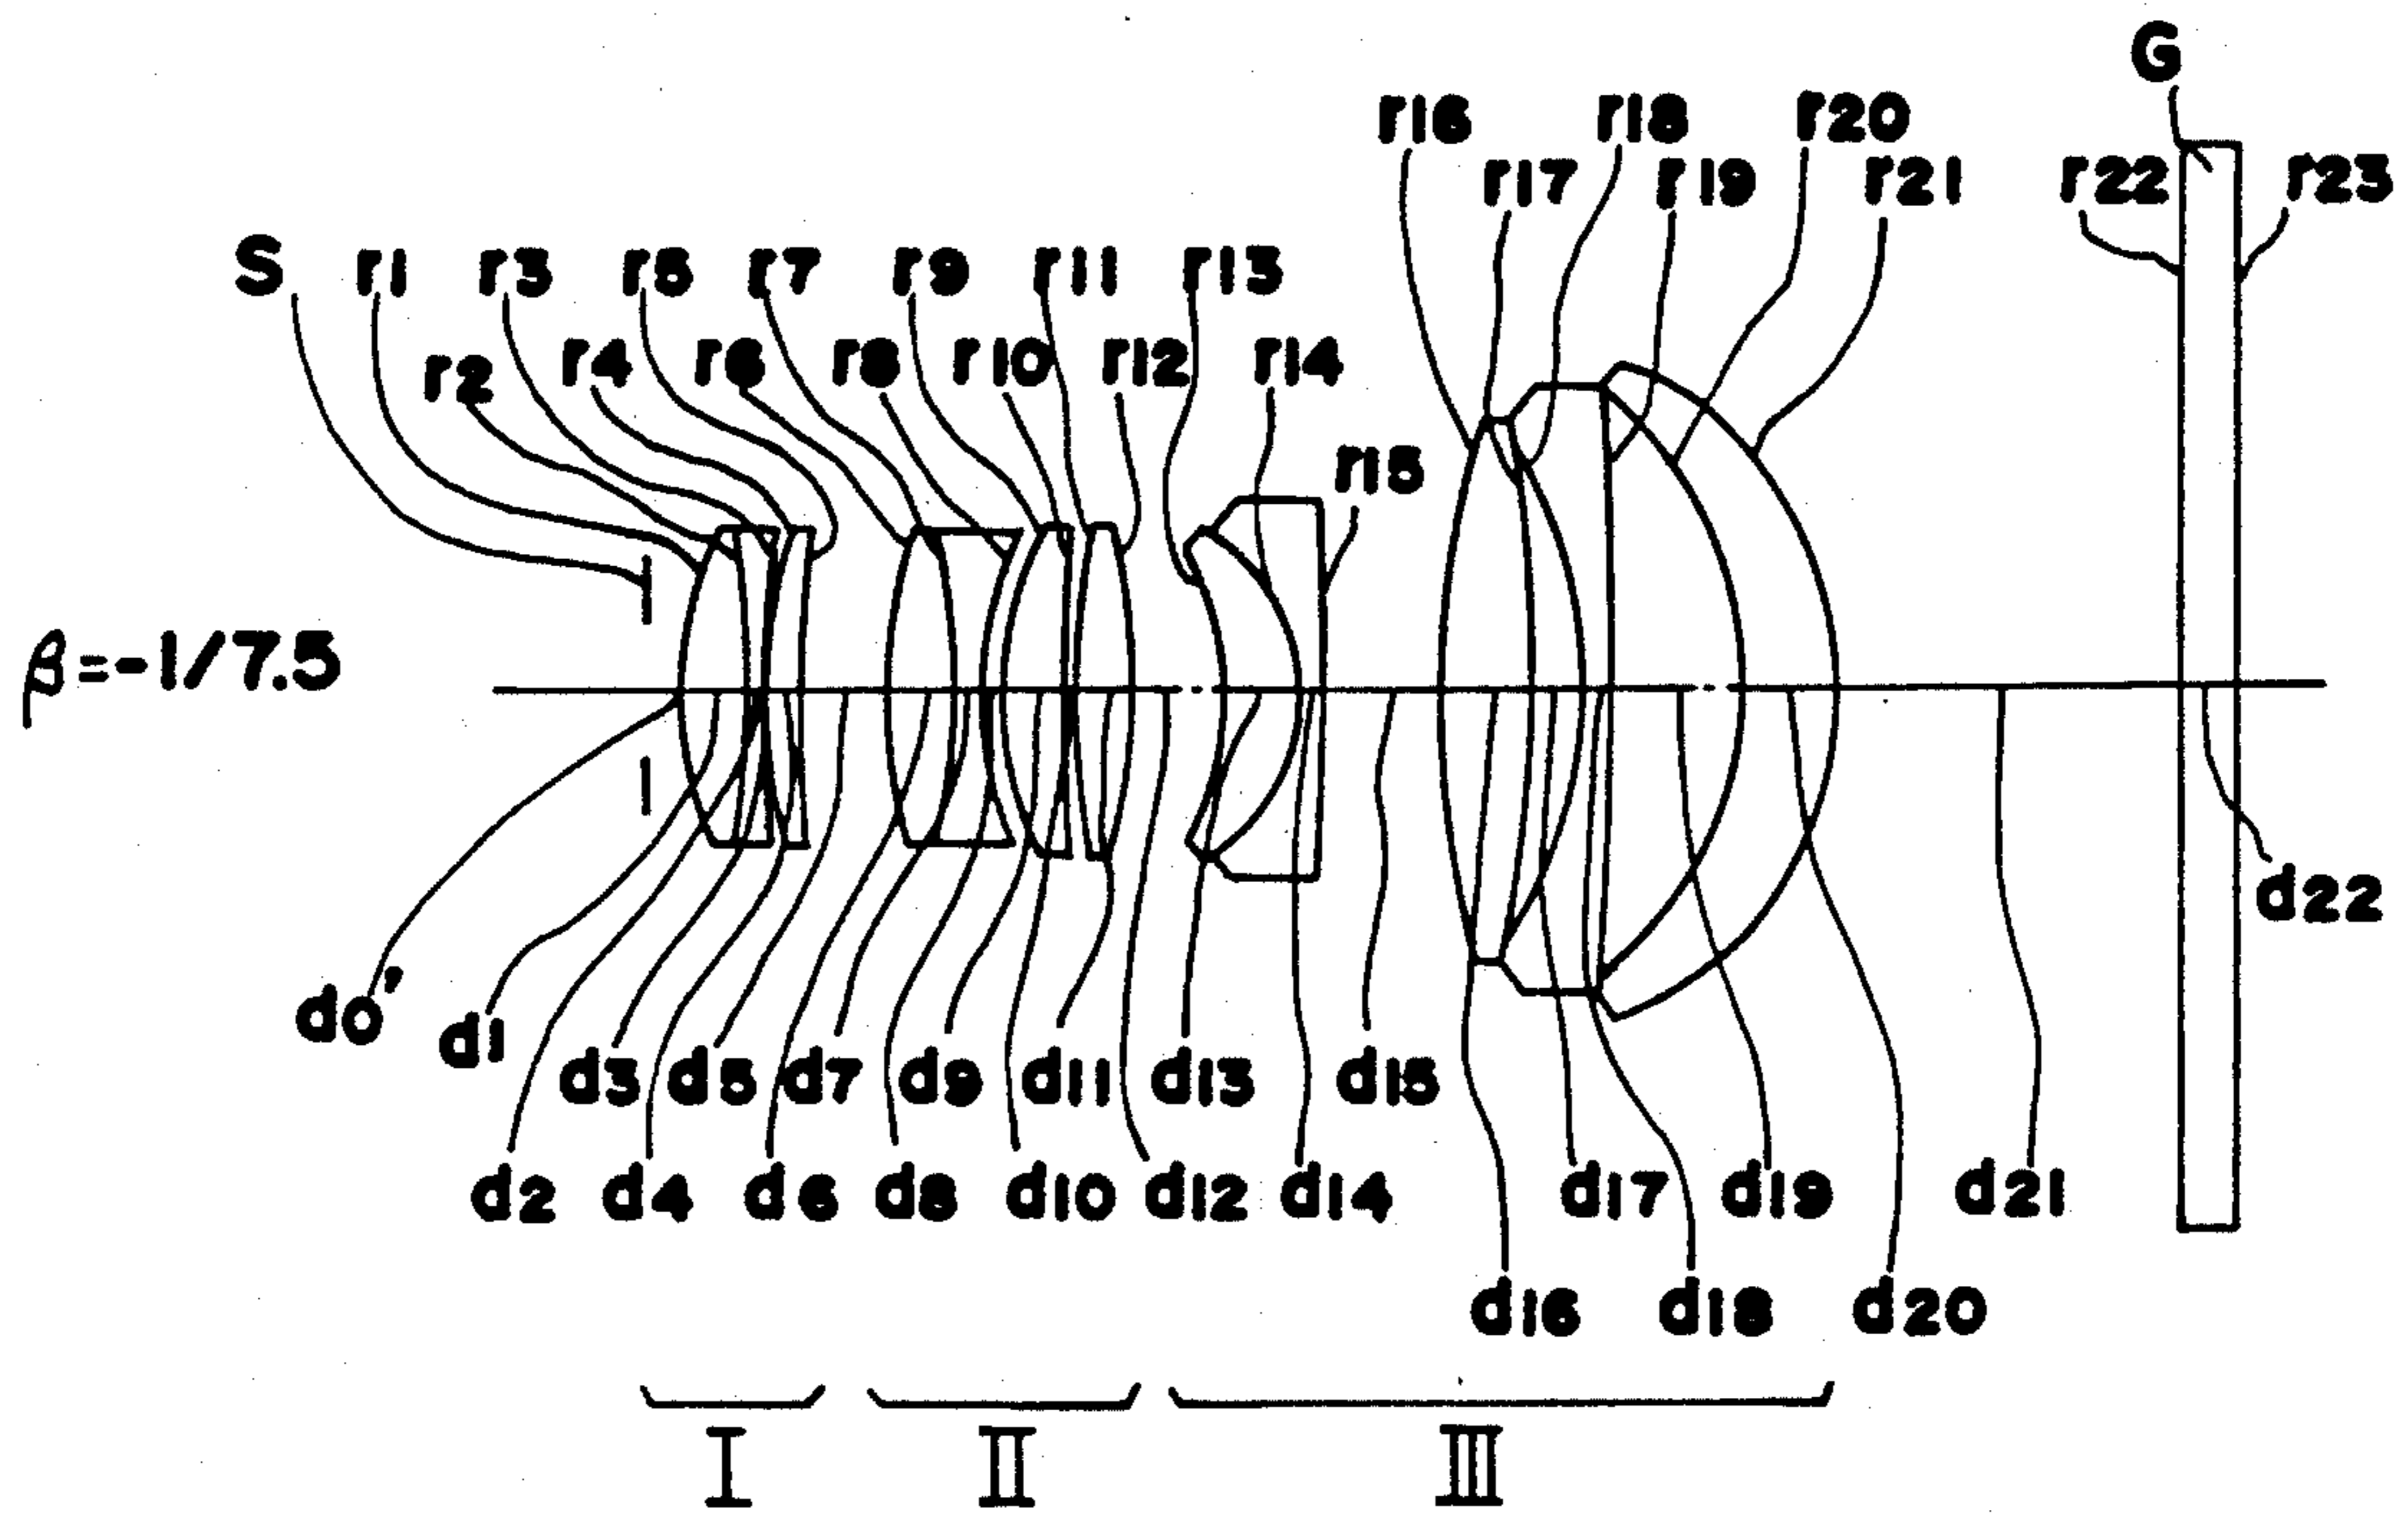 G
r16 r18 r20
r17 r19 r21 r22 r23
S r1 r3 r5 r7 r9 r11 r13
r2 r4 r6 r8 r10 r12 r14
r15
β=-1/7.5
d22
do' d1
d3 d5 d7 d9 d11 d13 d15
d2 d4 d6 d8 d10 d12 d14 d17 d19 d21
d16 d18 d20
I II III